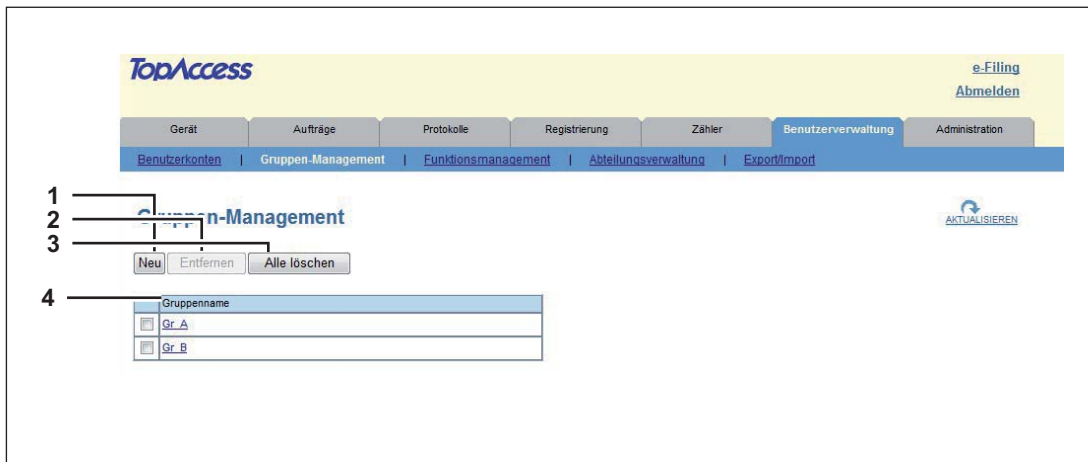 TopAccess
e-Filing
Abmelden
Gerät Aufträge Protokolle Registrierung Zähler Benutzerverwaltung Administration
Benutzerkonten | Gruppen-Management | Funktionsmanagement | Abteilungsverwaltung | Export/Import
1
2
3
Gruppen-Management
AKTUALISIEREN
Neu Entfernen Alle löschen
4
Gruppenname
Gr_A
Gr_B